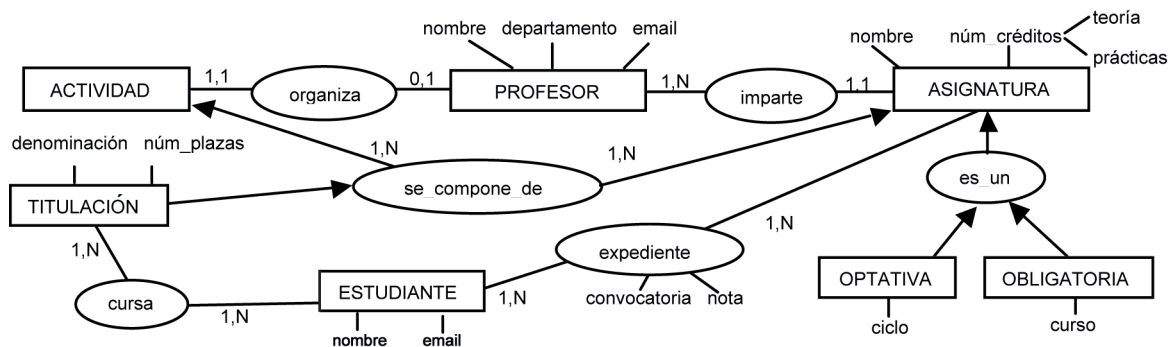 teoría
nombre departamento email
nombre núm_créditos
prácticas
ACTIVIDAD 1,1 organiza 0,1 PROFESOR 1,N imparte 1,1 ASIGNATURA
denominación núm_plazas
1,N 1,N
TITULACIÓN se_compone_de es_un
1,N 1,N
expediente
cursa 1,N ESTUDIANTE 1,N convocatoria nota
OPTATIVA OBLIGATORIA
nombre email ciclo curso